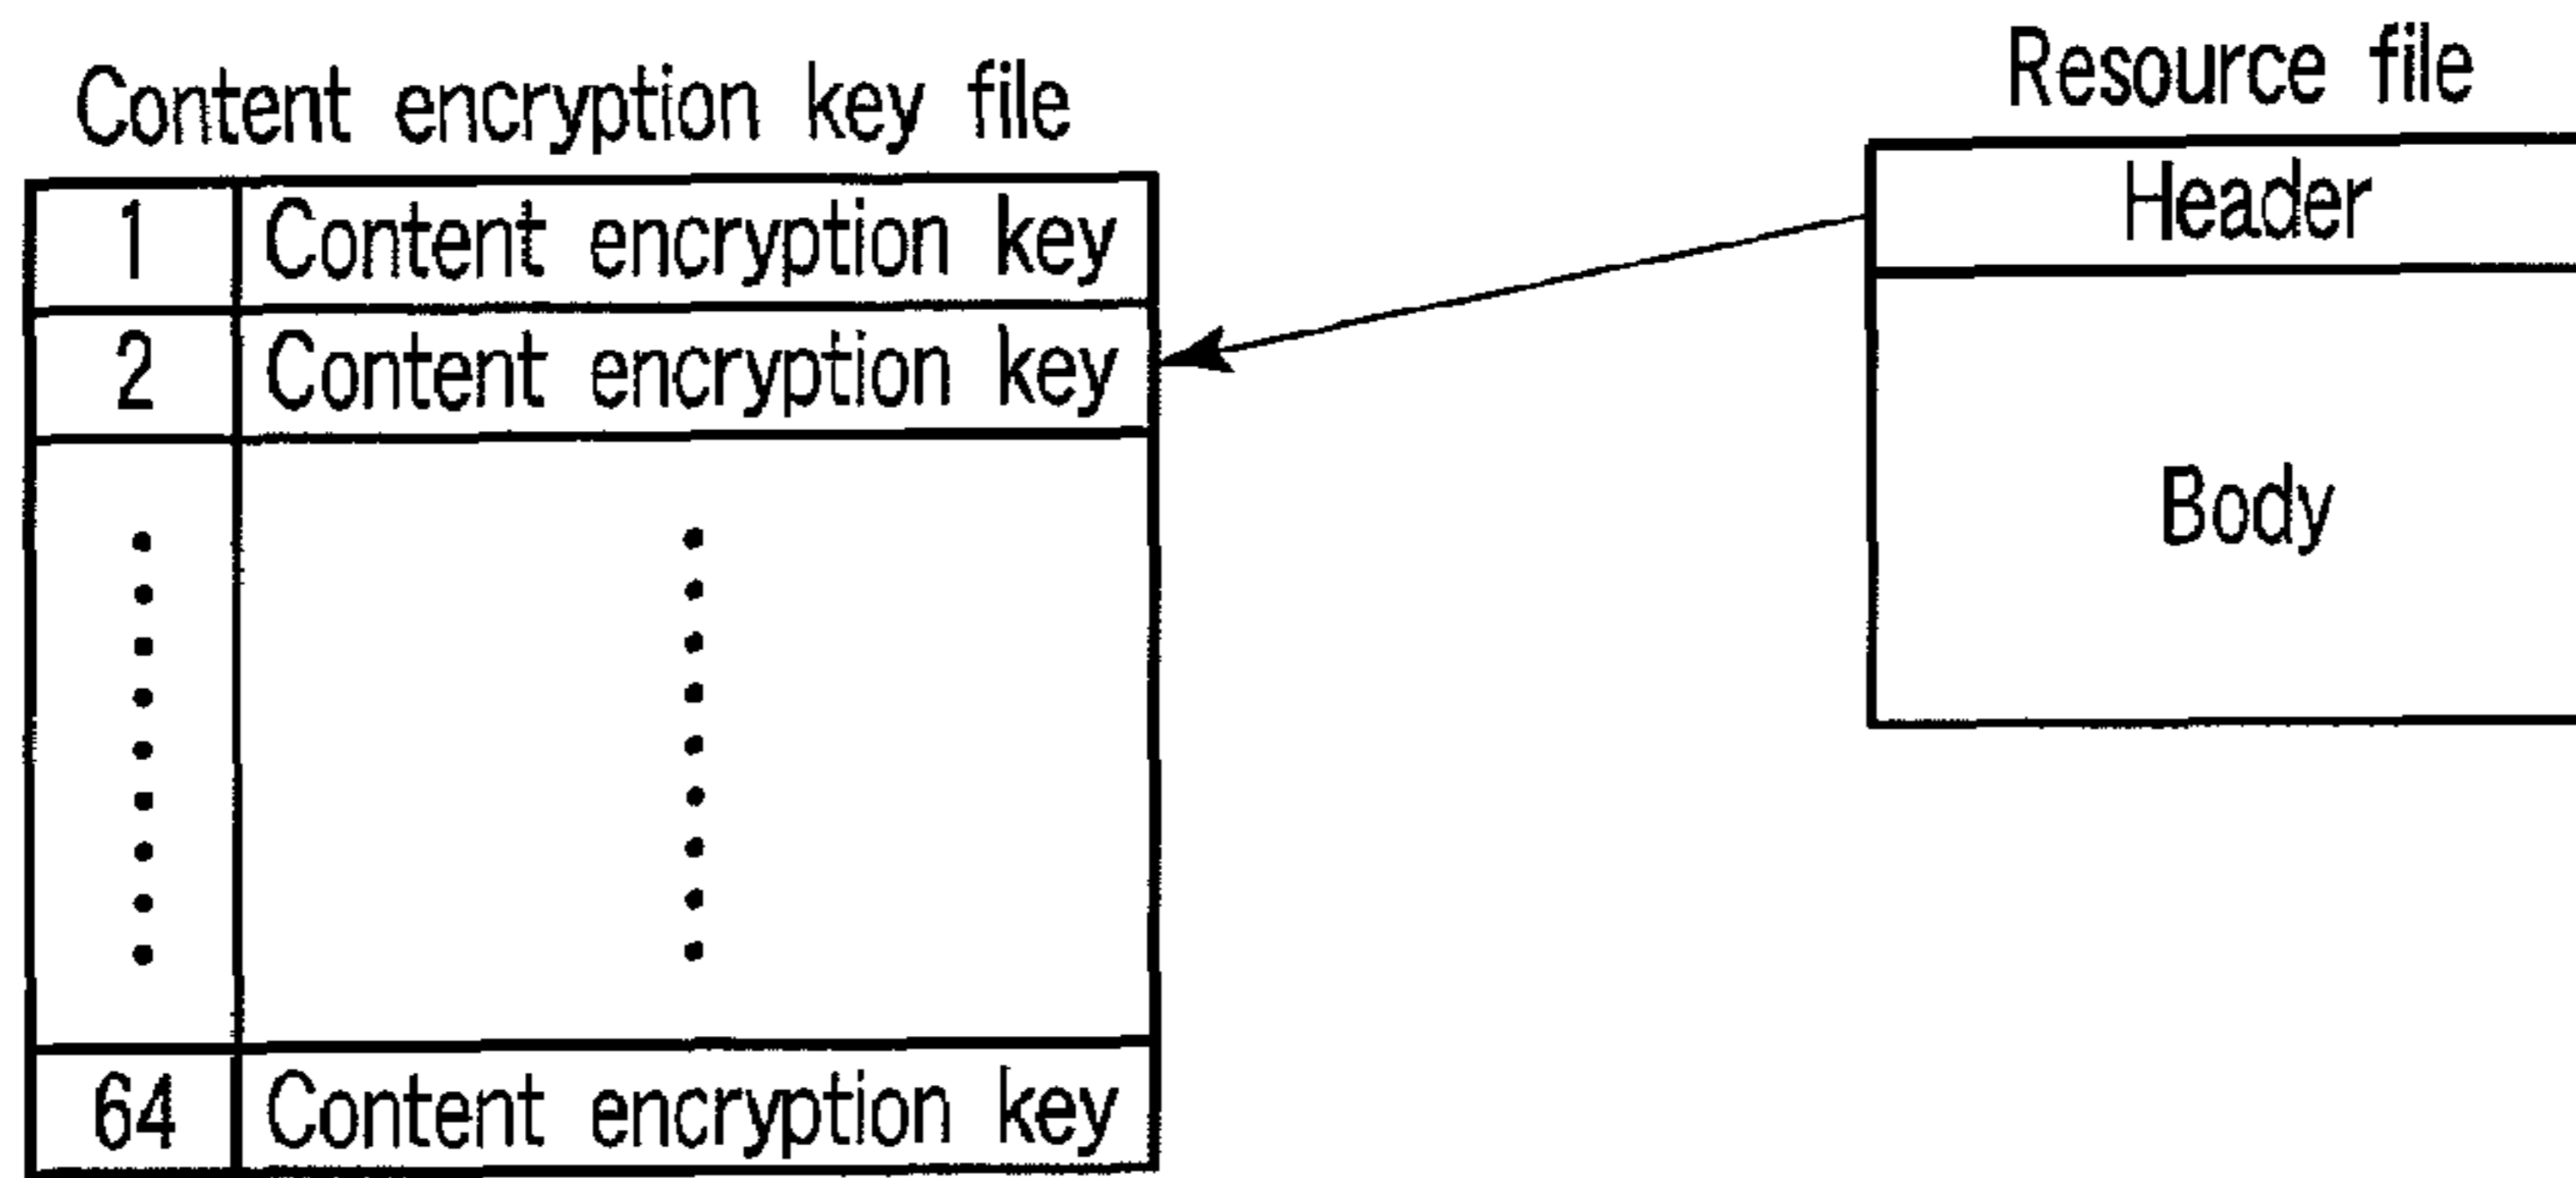 Content encryption key file
1 Content encryption key
2 Content encryption key
64 Content encryption key
Resource file
Header
Body